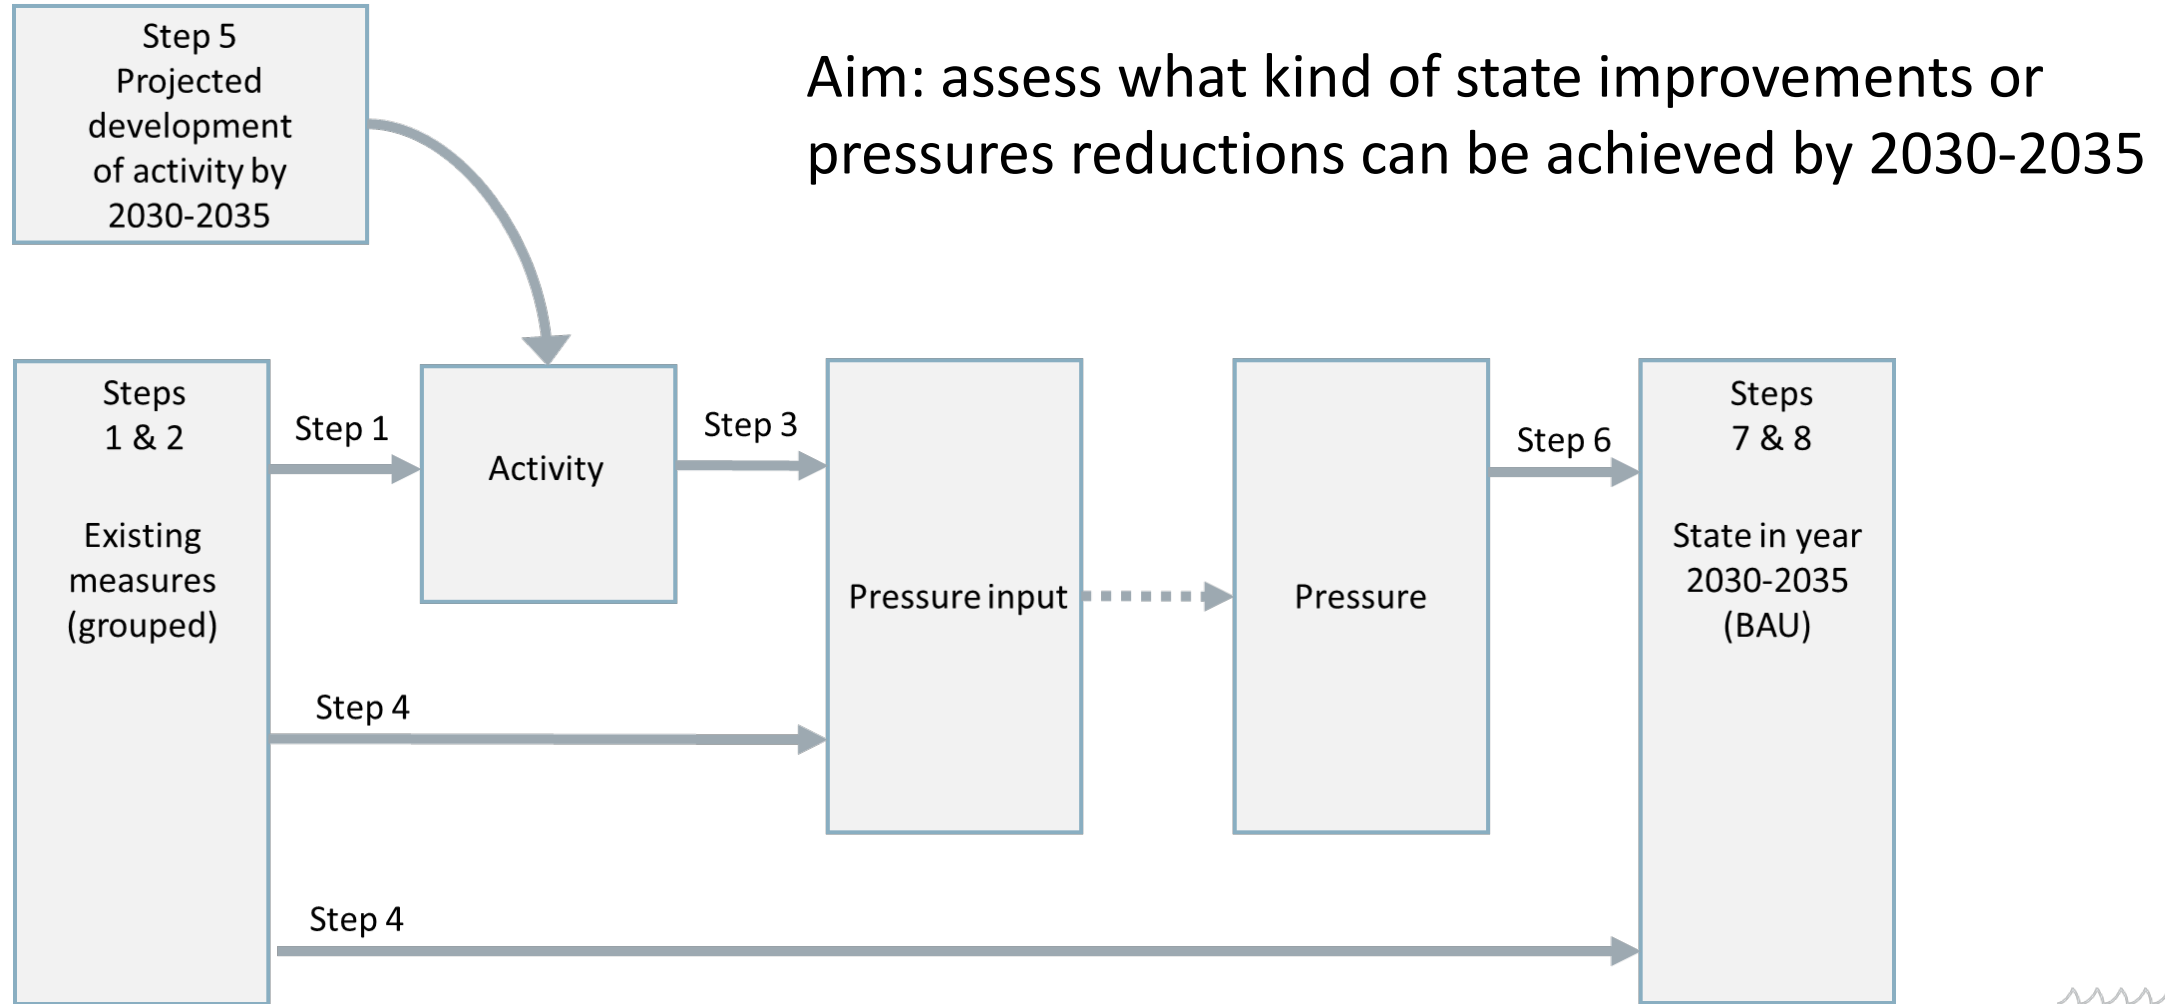 Step 5
Projected
development
of activity by
2030-2035
Aim: assess what kind of state improvements or
pressures reductions can be achieved by 2030-2035
Steps
1 & 2
Existing
measures
(grouped)
Step 1
Activity
Step 3
Pressure input
Pressure
Step 6
Steps
7 & 8
State in year
2030-2035
(BAU)
Step 4
Step 4